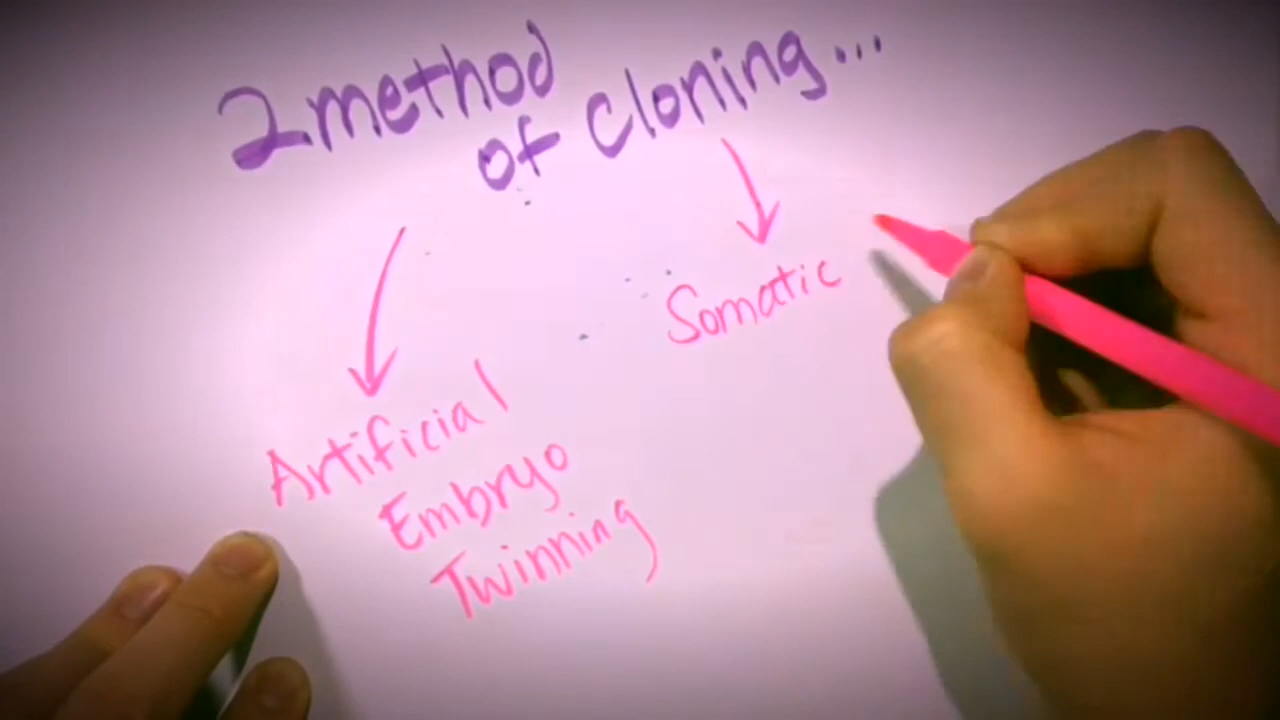 2 method
of Cloning...
Somatic
Artificial
Embryo
Twinning